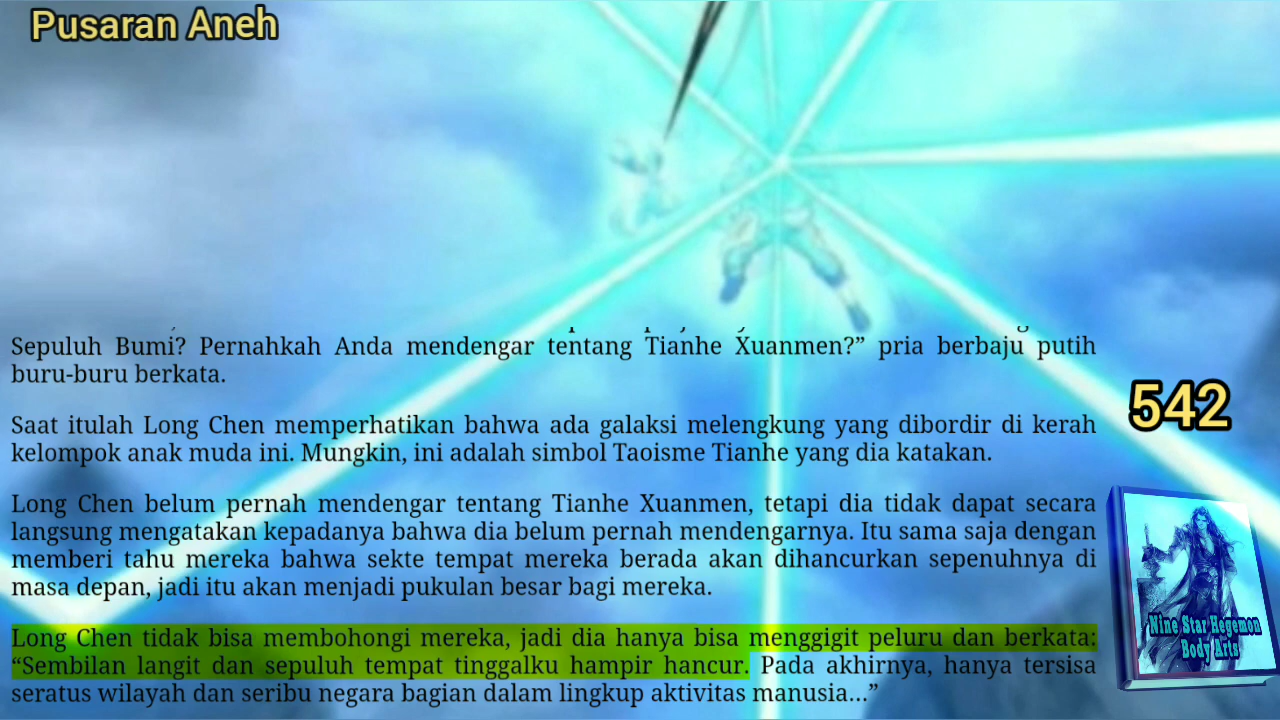 Pusaran Aneh
Sepuluh Bumi? Pernahkah Anda mendengar tentang Tianhe Xuanmen?” pria berbaju putih
buru-buru berkata.
Saat itulah Long Chen memperhatikan bahwa ada galaksi melengkung yang dibordir di kerah
kelompok anak muda ini. Mungkin, ini adalah simbol Taoisme Tianhe yang dia katakan.
Long Chen belum pernah mendengar tentang Tianhe Xuanmen, tetapi dia tidak dapat secara
langsung mengatakan kepadanya bahwa dia belum pernah mendengarnya. Itu sama saja dengan
memberi tahu mereka bahwa sekte tempat mereka berada akan dihancurkan sepenuhnya di
masa depan, jadi itu akan menjadi pukulan besar bagi mereka.
Long Chen tidak bisa membohongi mereka, jadi dia hanya bisa menggigit peluru dan berkata:
“Sembilan langit dan sepuluh tempat tinggalku hampir hancur. Pada akhirnya, hanya tersisa
seratus wilayah dan seribu negara bagian dalam lingkup aktivitas manusia...”
542
Nine Star Hegemon
Body Arts